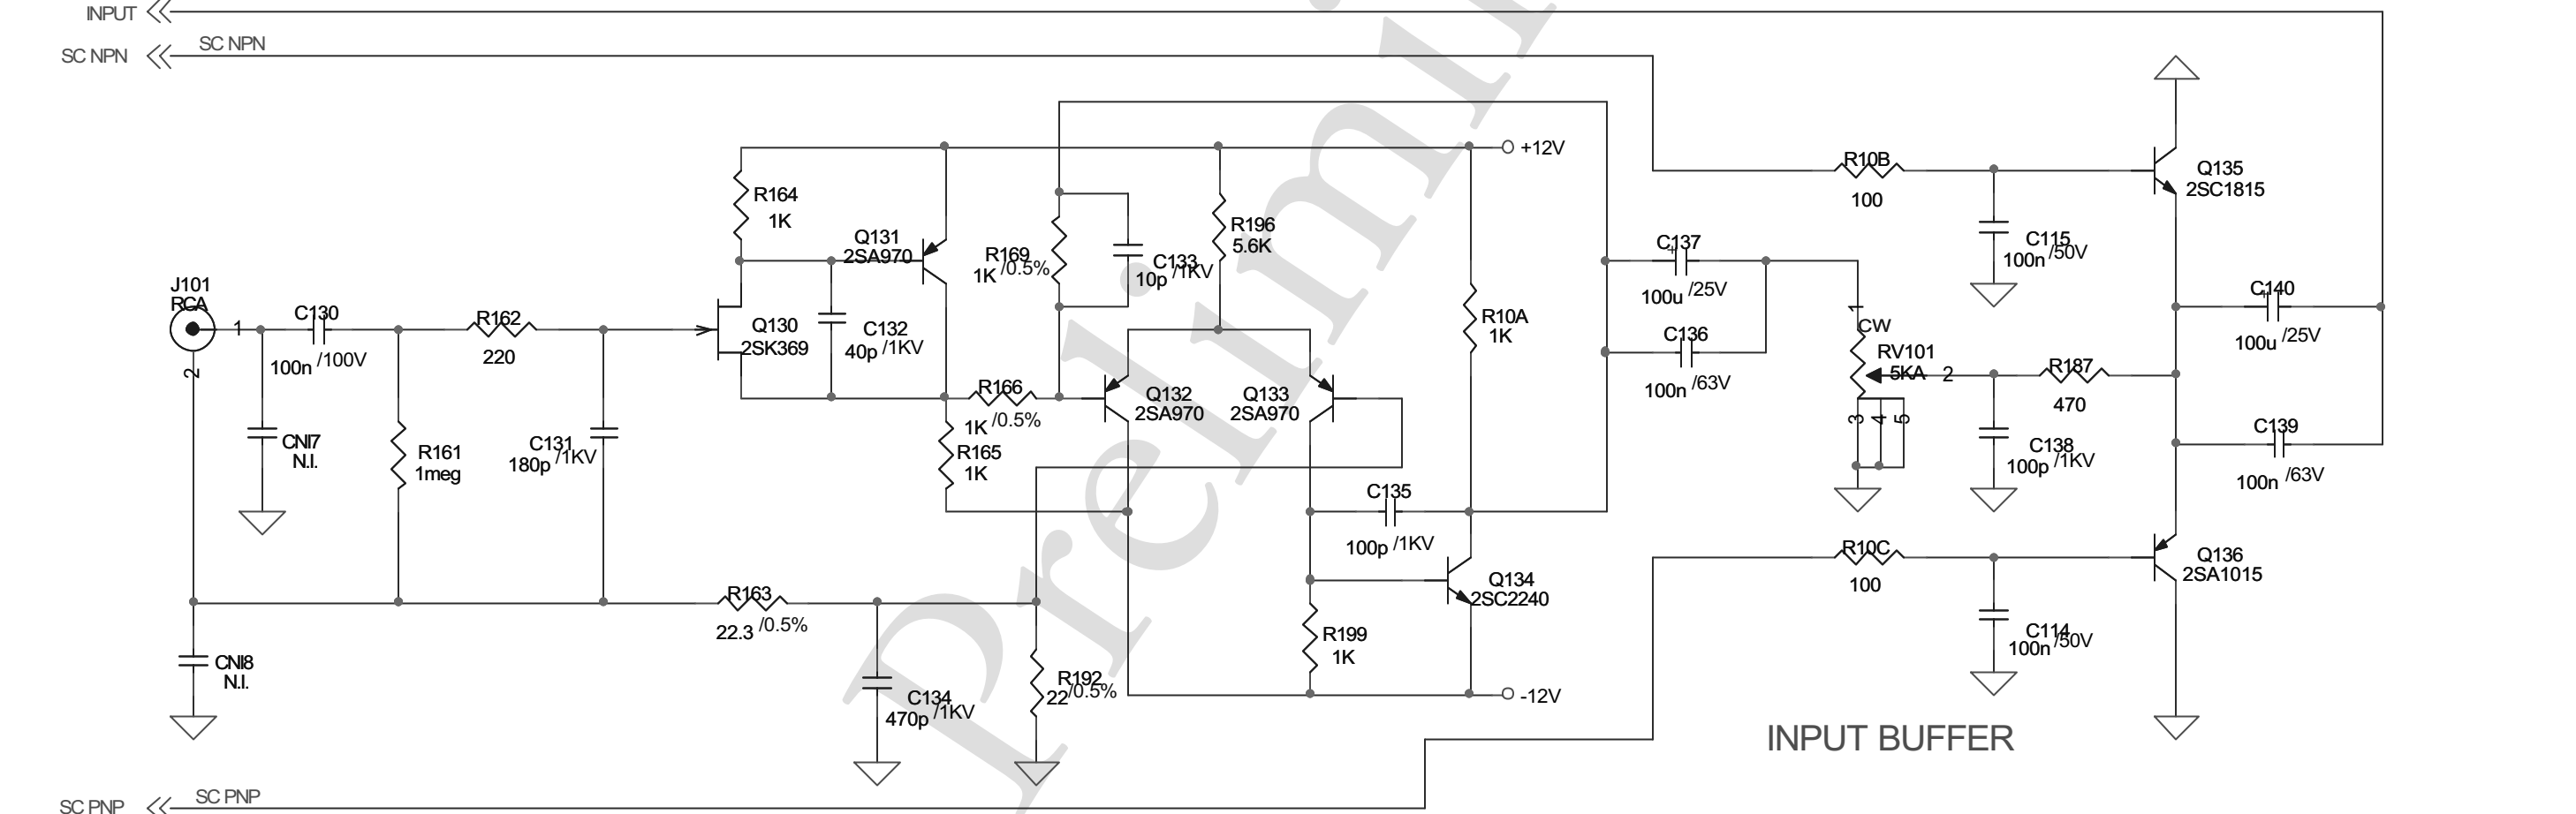 INPUT
SC NPN
SC NPN
+12V
R10B
100
Q135
2SC1815
R164
1K
Q131
2SA970
R169
1K /0.5%
C133
10p /1KV
R196
5.6K
C137
+
100u /25V
C115
100n /50V
J101
RCA
1
2
C130
100n /100V
R162
220
Q130
2SK369
C132
40p /1KV
R10A
1K
C136
100n /63V
1
CW
RV101
5KA
2
3
4
5
R187
470
C140
+
100u /25V
R166
1K /0.5%
Q132
2SA970
Q133
2SA970
CNI7
N.I.
R161
1meg
C131
180p /1KV
R165
1K
C138
100p /1KV
C139
100n /63V
C135
100p /1KV
R10C
100
Q136
2SA1015
Q134
2SC2240
R163
22.3 /0.5%
R199
1K
C114
100n /50V
CNI8
N.I.
C134
470p /1KV
R192
22 /0.5%
-12V
INPUT BUFFER
SC PNP
SC PNP
Prelimi